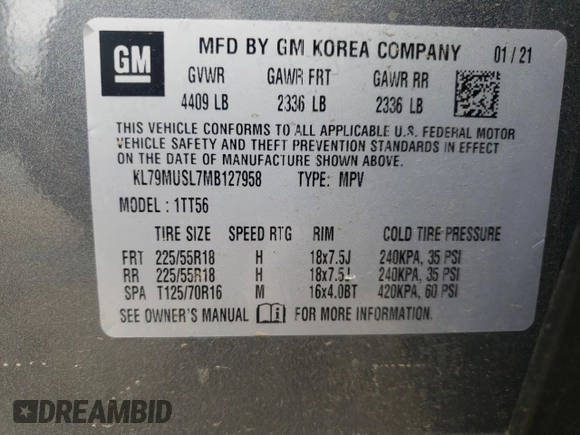 GM
MFD BY GM KOREA COMPANY 01/21
GVWR GAWR FRT GAWR RR
4409 LB 2336 LB 2336 LB
THIS VEHICLE CONFORMS TO ALL APPLICABLE U.S. FEDERAL MOTOR
VEHICLE SAFETY AND THEFT PREVENTION STANDARDS IN EFFECT
ON THE DATE OF MANUFACTURE SHOWN ABOVE.
KL79MUSL7MB127958 TYPE: MPV
MODEL: 1TT56
TIRE SIZE SPEED RTG RIM COLD TIRE PRESSURE
FRT 225/55R18 H 18x7.5J 240KPA, 35 PSI
RR 225/55R18 H 18x7.5J 240KPA, 35 PSI
SPA T125/70R16 M 16x4.0BT 420KPA, 60 PSI
SEE OWNER'S MANUAL FOR MORE INFORMATION.
DREAMBID